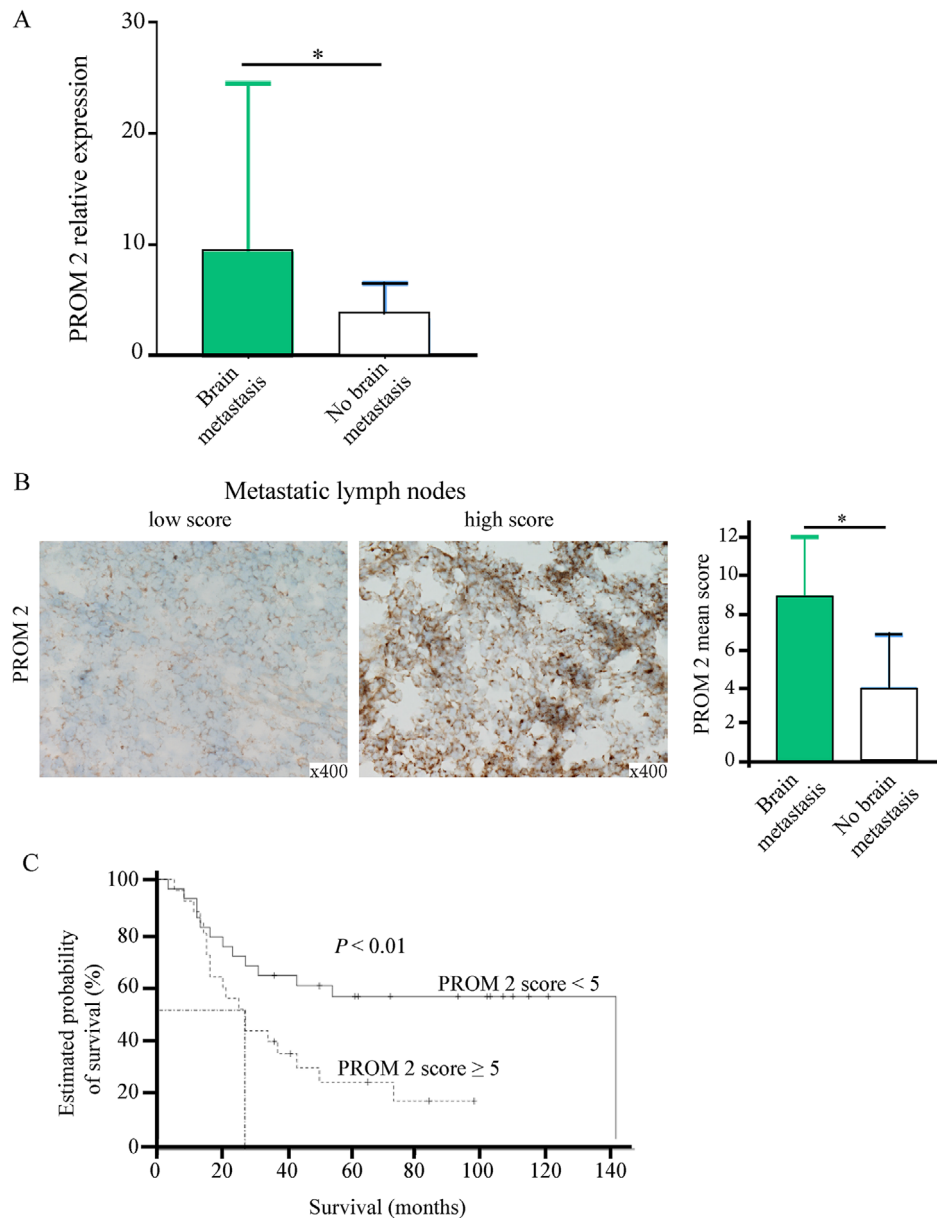 A
30
20
10
0
PROM 2 relative expression
*
Brain
metastasis
No brain
metastasis
B
Metastatic lymph nodes
low score
high score
PROM 2
x400
x400
12
10
8
6
4
2
0
PROM 2 mean score
*
Brain
metastasis
No brain
metastasis
C
100
80
60
40
20
0
Estimated probability
of survival (%)
P < 0.01
PROM 2 score < 5
PROM 2 score ≥ 5
0 20 40 60 80 100 120 140
Survival (months)